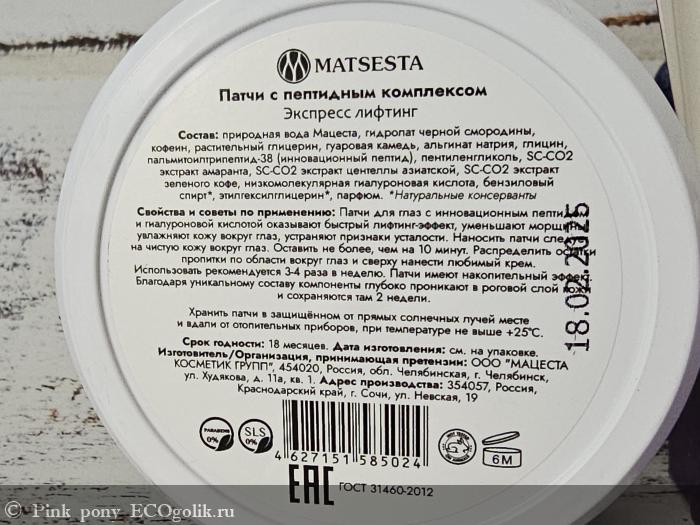 MATSESTA
Патчи с пептидным комплексом
Экспресс лифтинг
Состав: природная вода Мацеста, гидролат черной смородины,
кофеин, растительный глицерин, гуаровая камедь, альгинат натрия, глицин,
пальмитоилтрипептид-38 (инновационный пептид), пентиленгликоль, SC-CO2
экстракт амаранта, SC-CO2 экстракт центеллы азиатской, SC-CO2 экстракт
зеленого кофе, низкомолекулярная гиалуроновая кислота, бензиловый
спирт*, этилгексилглицерин*, парфюм. *Натуральные консерванты
Свойства и советы по применению: Патчи для глаз с инновационным пептидом
и гиалуроновой кислотой оказывают быстрый лифтинг-эффект, уменьшают морщины,
увлажняют кожу вокруг глаз, устраняют признаки усталости. Наносить патчи следует
на чистую кожу вокруг глаз. Оставить не более, чем на 10 минут. Распределить остатки
пропитки по области вокруг глаз и сверху нанести любимый крем.
Использовать рекомендуется 3-4 раза в неделю. Патчи имеют накопительный эффект.
Благодаря уникальному составу компоненты глубоко проникают в роговой слой кожи
и сохраняются там 2 недели.
18.02.2025
Хранить патчи в защищённом от прямых солнечных лучей месте
и вдали от отопительных приборов, при температуре не выше +25°C.
Срок годности: 18 месяцев. Дата изготовления: см. на упаковке.
Изготовитель/Организация, принимающая претензии: ООО "МАЦЕСТА
КОСМЕТИК ГРУПП", 454020, Россия, обл. Челябинская, г. Челябинск,
ул. Худякова, д. 11а, кв. 1. Адрес производства: 354057, Россия,
Краснодарский край, г. Сочи, ул. Невская, 19
PARABENS
0%
SLS
0%
4 627151 585024
6M
EAC
ГОСТ 31460-2012
© Pink_pony_ECOgolik.ru